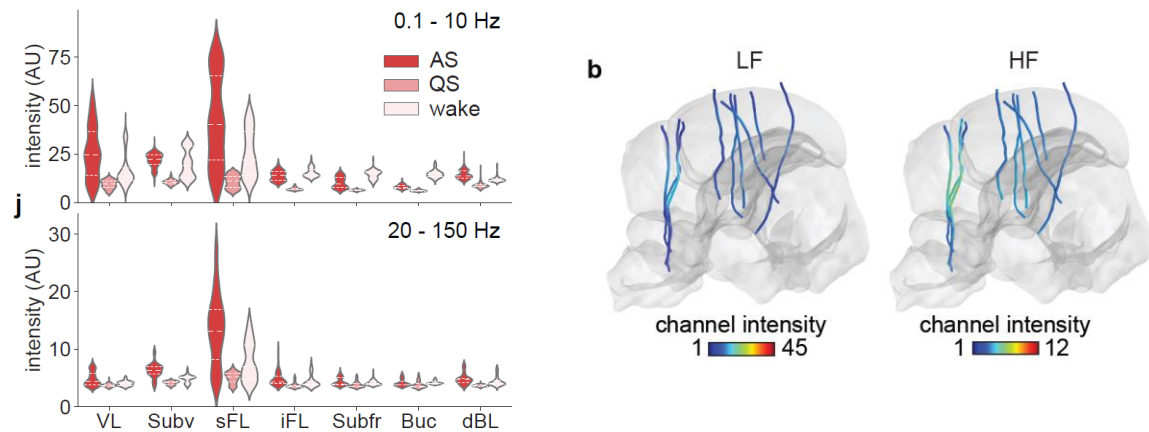 0.1 - 10 Hz
AS
QS
wake
intensity (AU)
75
50
25
0
j
20 - 150 Hz
intensity (AU)
30
20
10
0
VL Subv sFL iFL Subfr Buc dBL
b
LF HF
channel intensity channel intensity
1 45 1 12